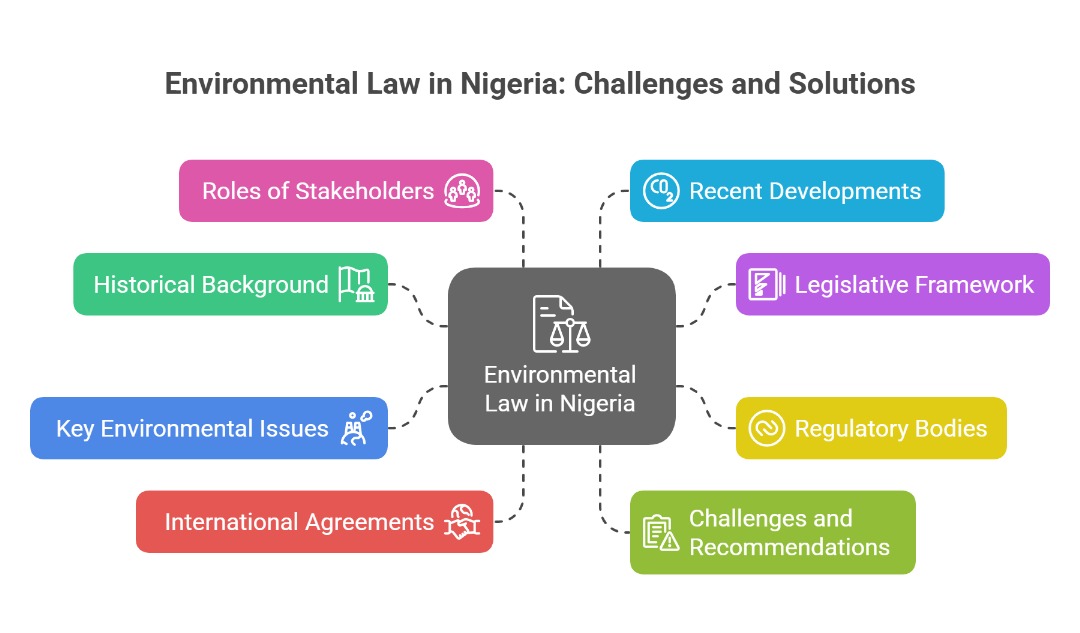 Environmental Law in Nigeria: Challenges and Solutions
Roles of Stakeholders
CO2 Recent Developments
Historical Background
Legislative Framework
Environmental
Law in Nigeria
Key Environmental Issues
Regulatory Bodies
International Agreements
Challenges and
Recommendations